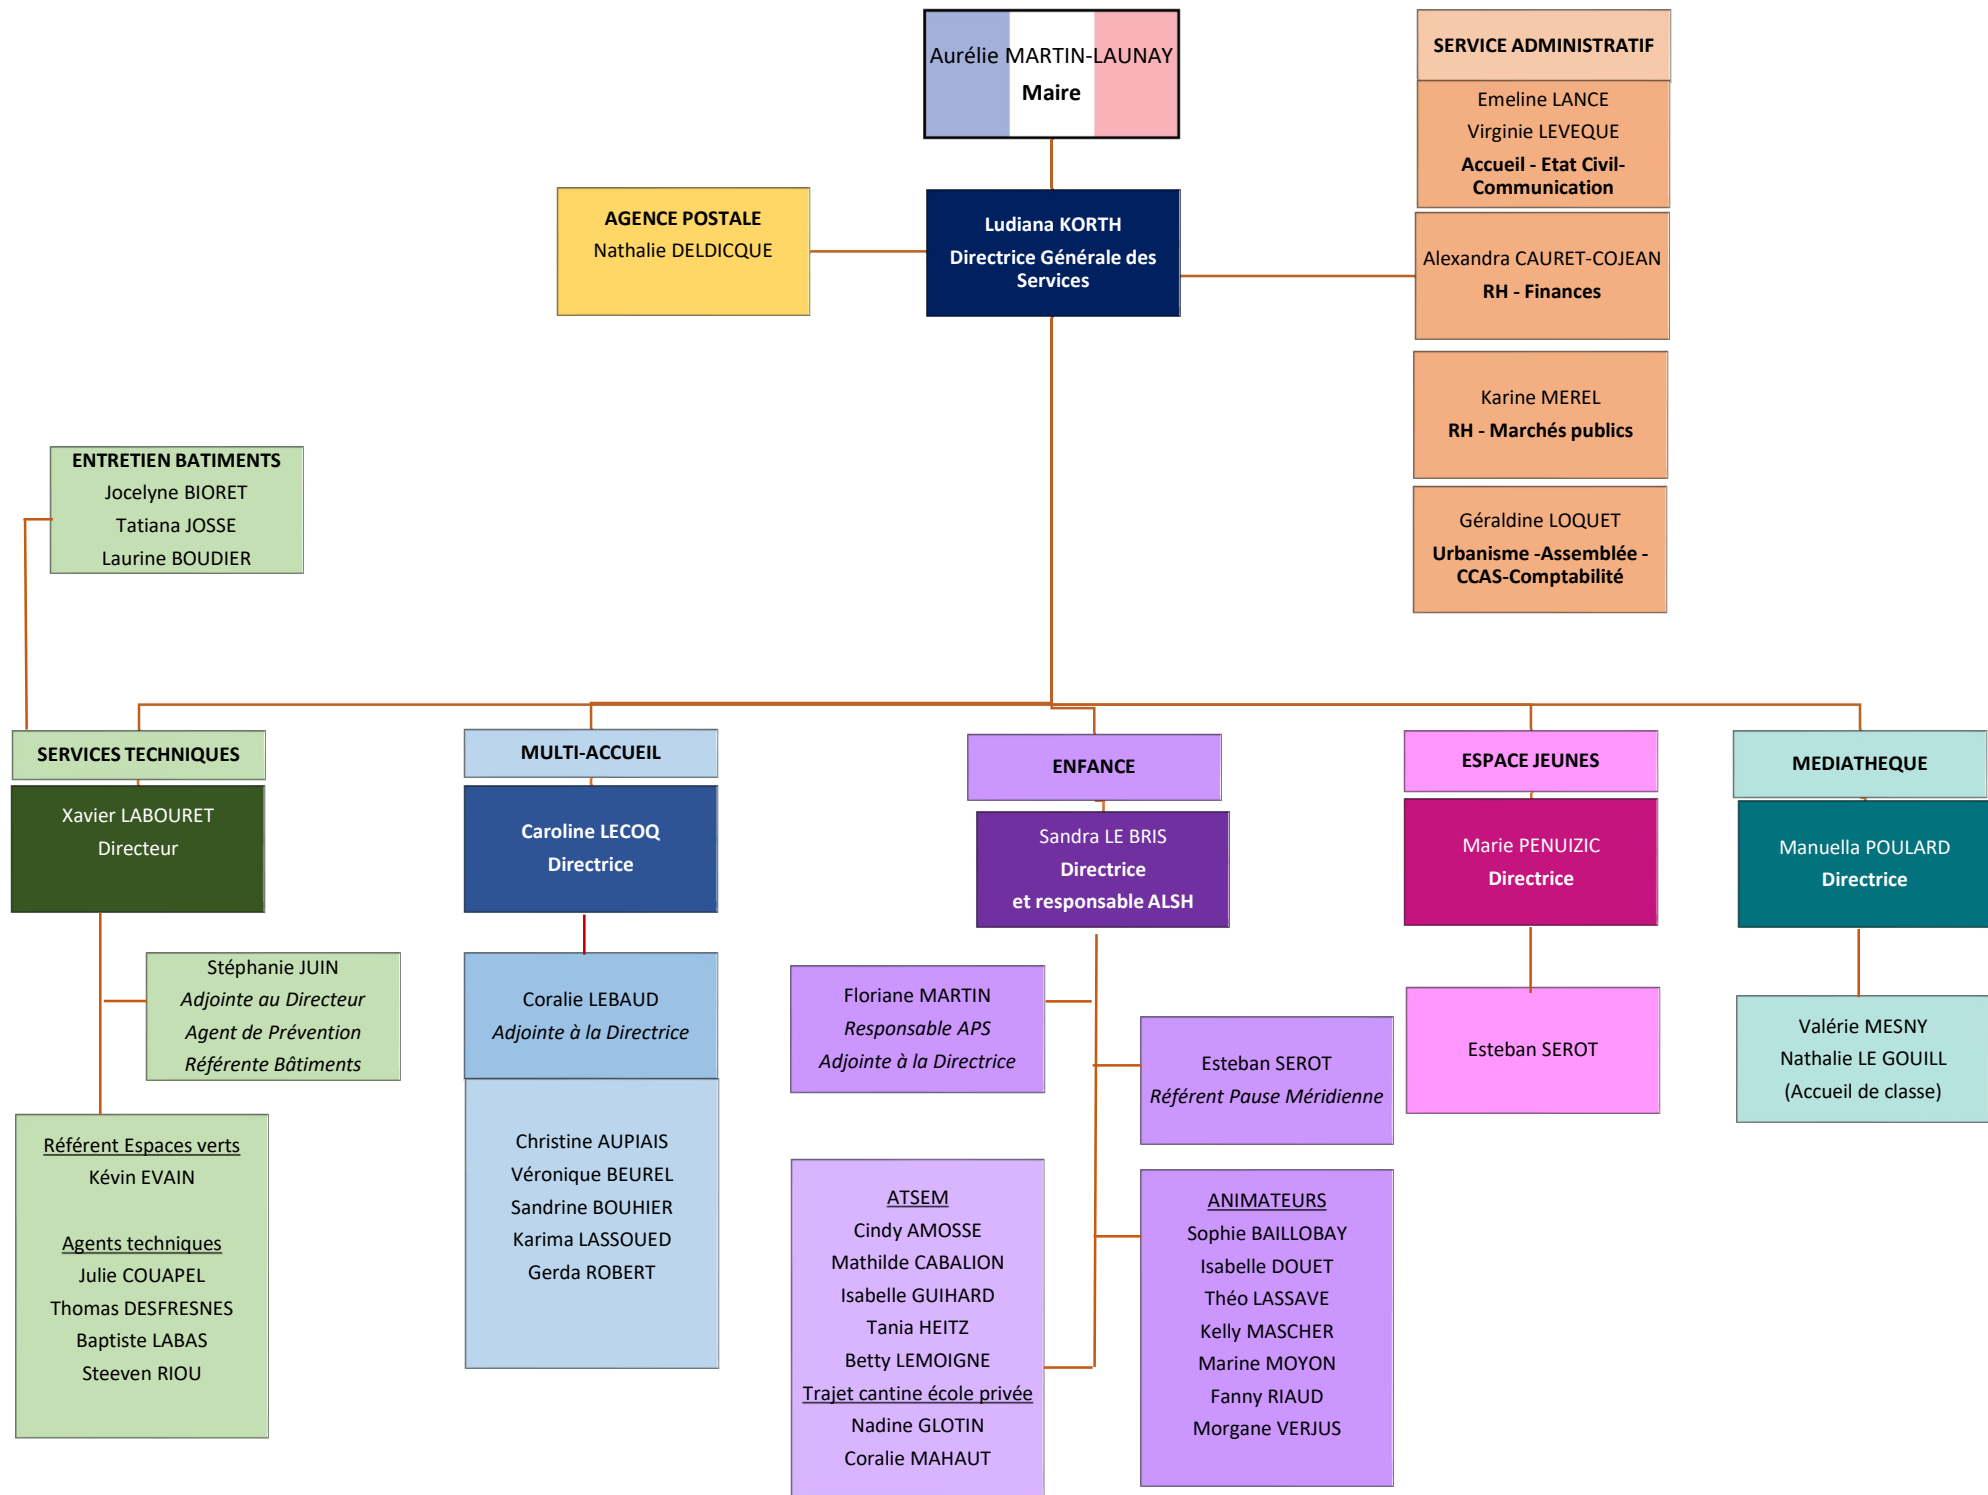 Aurélie MARTIN-LAUNAY
Maire
SERVICE ADMINISTRATIF
Emeline LANCE
Virginie LEVEQUE
Accueil - Etat Civil-
Communication
AGENCE POSTALE
Nathalie DELDICQUE
Ludiana KORTH
Directrice Générale des
Services
Alexandra CAURET-COJEAN
RH - Finances
Karine MEREL
RH - Marchés publics
Géraldine LOQUET
Urbanisme -Assemblée -
CCAS-Comptabilité
ENTRETIEN BATIMENTS
Jocelyne BIORET
Tatiana JOSSE
Laurine BOUDIER
SERVICES TECHNIQUES
Xavier LABOURET
Directeur
Stéphanie JUIN
Adjointe au Directeur
Agent de Prévention
Référente Bâtiments
Référent Espaces verts
Kévin EVAIN
Agents techniques
Julie COUAPEL
Thomas DESFRESNES
Baptiste LABAS
Steeven RIOU
MULTI-ACCUEIL
Caroline LECOQ
Directrice
Coralie LEBAUD
Adjointe à la Directrice
Christine AUPIAIS
Véronique BEUREL
Sandrine BOUHIER
Karima LASSOUED
Gerda ROBERT
ENFANCE
Sandra LE BRIS
Directrice
et responsable ALSH
Floriane MARTIN
Responsable APS
Adjointe à la Directrice
Esteban SEROT
Référent Pause Méridienne
ATSEM
Cindy AMOSSE
Mathilde CABALION
Isabelle GUIHARD
Tania HEITZ
Betty LEMOIGNE
Trajet cantine école privée
Nadine GLOTIN
Coralie MAHAUT
ANIMATEURS
Sophie BAILLOBAY
Isabelle DOUET
Théo LASSAVE
Kelly MASCHER
Marine MOYON
Fanny RIAUD
Morgane VERJUS
ESPACE JEUNES
Marie PENUIZIC
Directrice
Esteban SEROT
MEDIATHEQUE
Manuella POULARD
Directrice
Valérie MESNY
Nathalie LE GOUILL
(Accueil de classe)